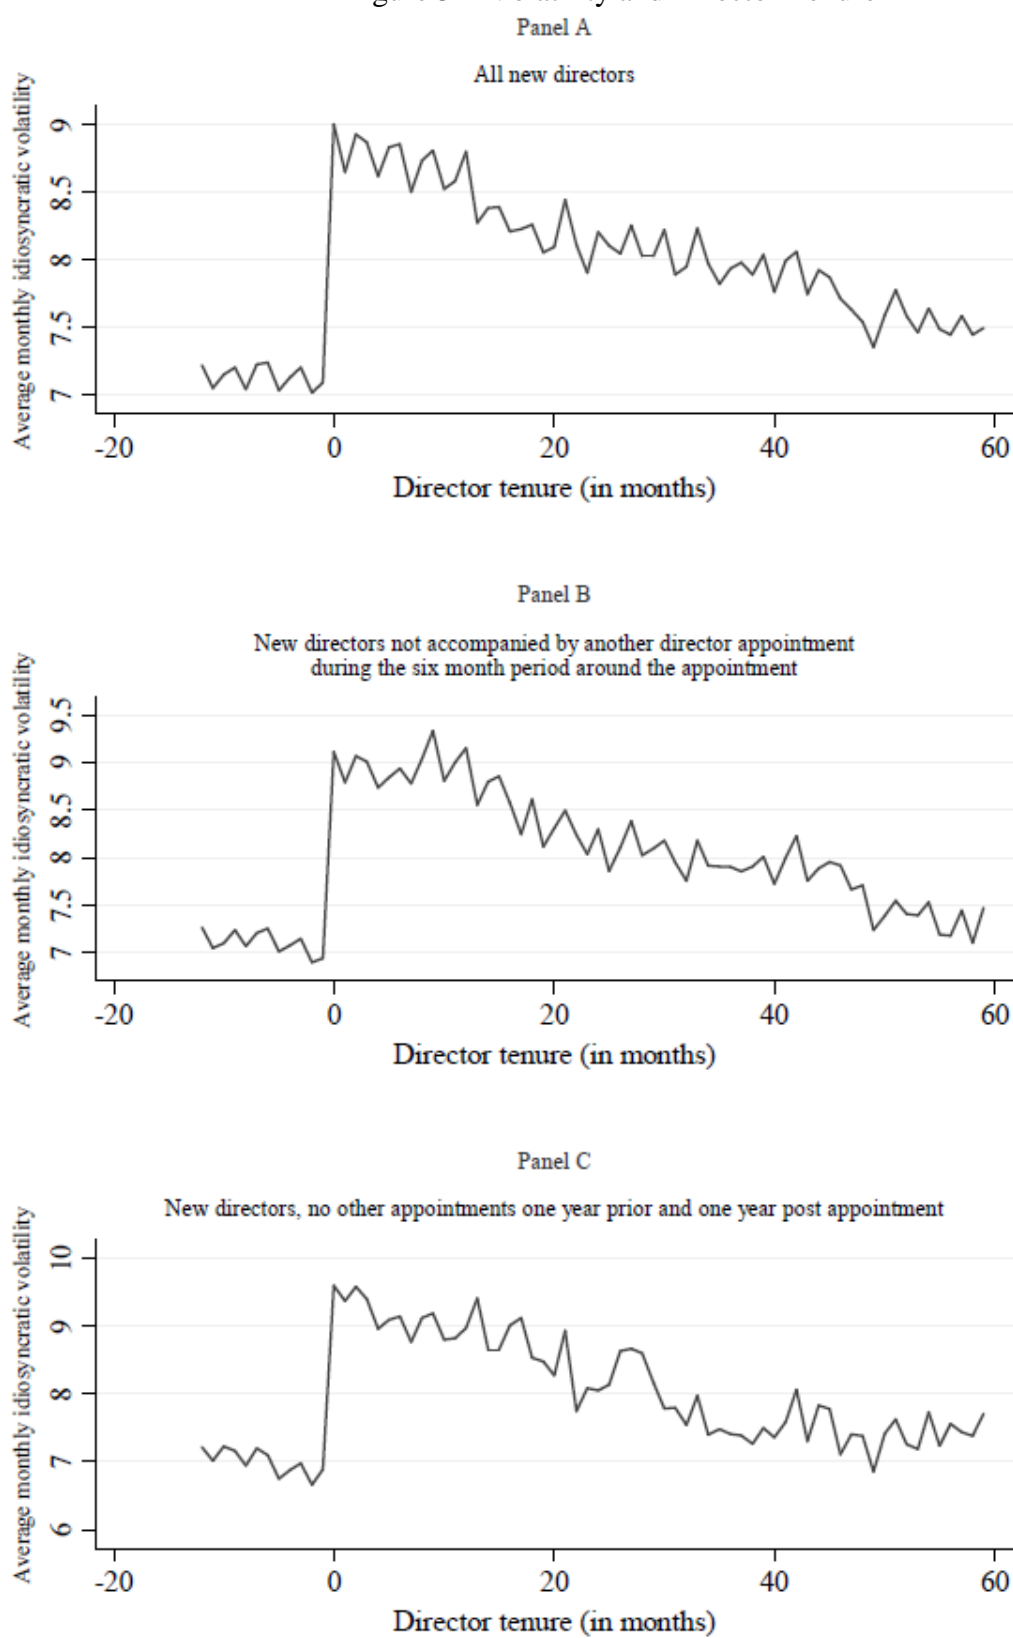 Panel A
All new directors
Average monthly idiosyncratic volatility
9
8.5
8
7.5
7
-20 0 20 40 60
Director tenure (in months)
Panel B
New directors not accompanied by another director appointment
during the six month period around the appointment
Average monthly idiosyncratic volatility
9.5
9
8.5
8
7.5
7
-20 0 20 40 60
Director tenure (in months)
Panel C
New directors, no other appointments one year prior and one year post appointment
Average monthly idiosyncratic volatility
10
9
8
7
6
-20 0 20 40 60
Director tenure (in months)